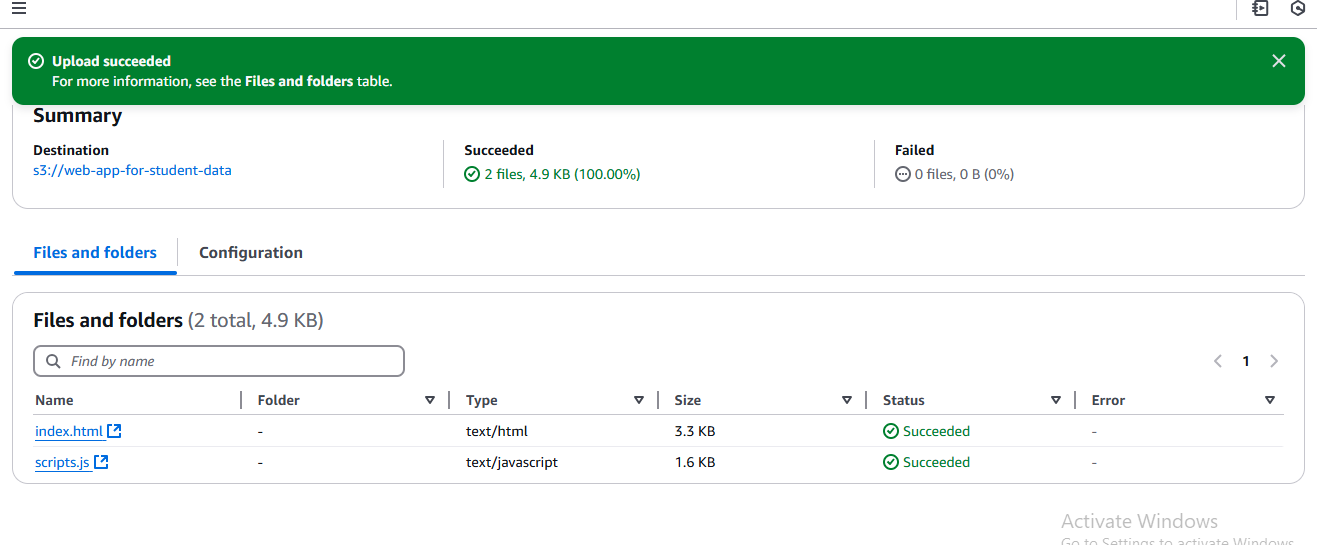 Upload succeeded
For more information, see the Files and folders table.
Summary
Destination
s3://web-app-for-student-data
Succeeded
2 files, 4.9 KB (100.00%)
Failed
0 files, 0 B (0%)
Files and folders
Configuration
Files and folders (2 total, 4.9 KB)
Find by name
1
Name Folder Type Size Status Error
index.html - text/html 3.3 KB Succeeded -
scripts.js - text/javascript 1.6 KB Succeeded -
Activate Windows
Go to Settings to activate Windows.